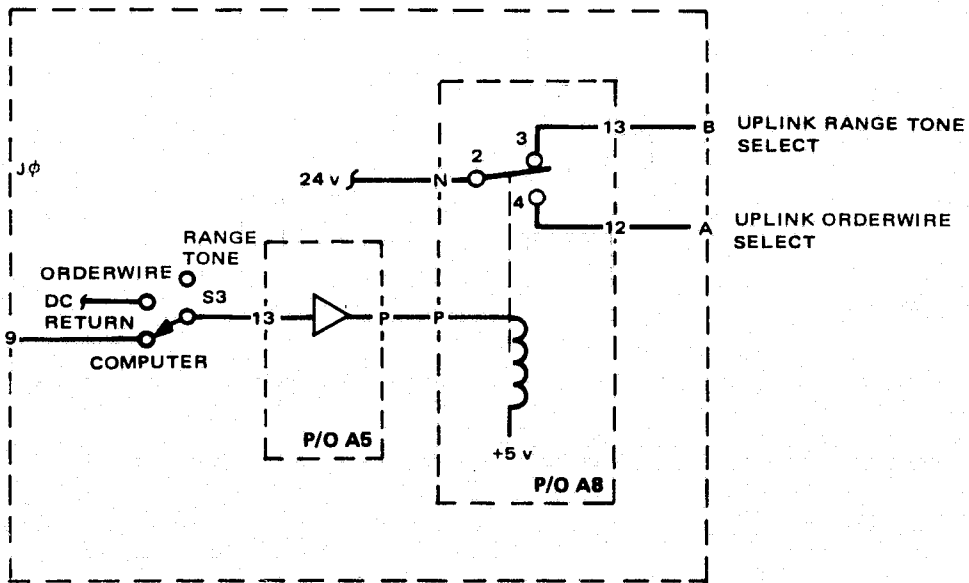 3
13
B
UPLINK RANGE TONE
SELECT
2
Jφ
24 v
N
4
12
A
UPLINK ORDERWIRE
SELECT
RANGE
TONE
ORDERWIRE
DC
RETURN
S3
13
P
P
9
COMPUTER
P/O A5
+5 v
P/O A8